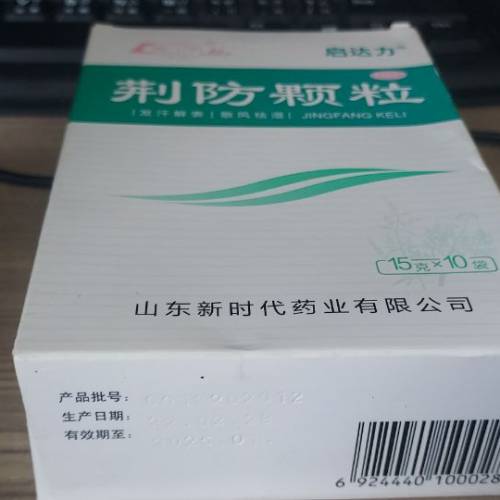 启达力
荆防颗粒
发汗解表 散风祛湿 JINGFANG KELI
15克×10袋
山东新时代药业有限公司
产品批号:
生产日期:
有效期至:
6 924440 100028